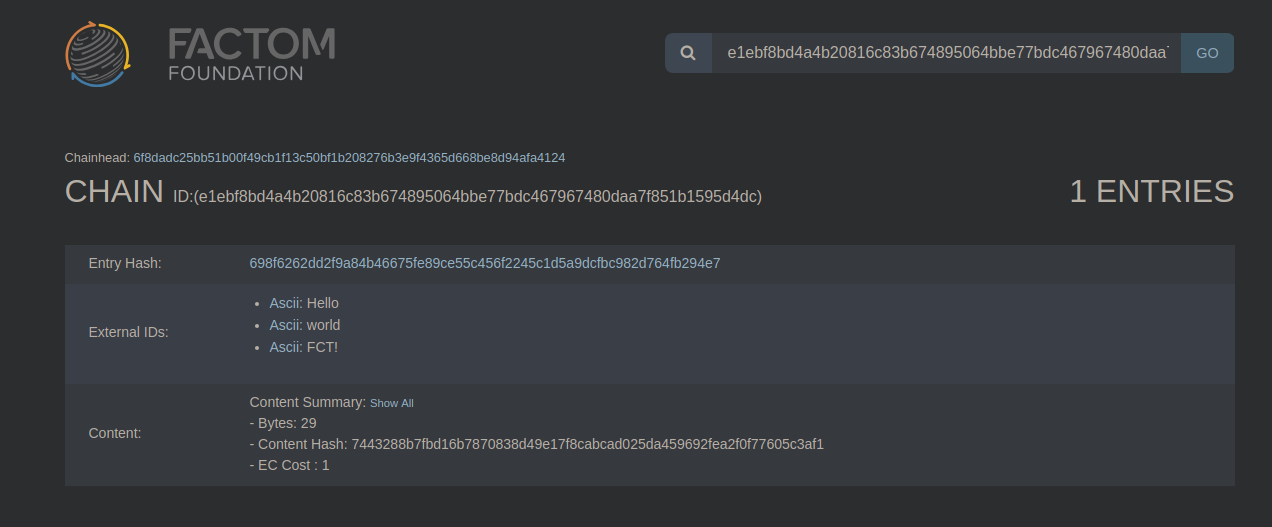 FACTOM
FOUNDATION
e1ebf8bd4a4b20816c83b674895064bbe77bdc467967480daa
GO
Chainhead: 6f8dadc25bb51b00f49cb1f13c50bf1b208276b3e9f4365d668be8d94afa4124
CHAIN ID:(e1ebf8bd4a4b20816c83b674895064bbe77bdc467967480daa7f851b1595d4dc)
1 ENTRIES
Entry Hash: 698f6262dd2f9a84b46675fe89ce55c456f2245c1d5a9dcfbc982d764fb294e7
External IDs:
• Ascii: Hello
• Ascii: world
• Ascii: FCT!
Content:
Content Summary: Show All
- Bytes: 29
- Content Hash: 7443288b7fbd16b7870838d49e17f8cabcad025da459692fea2f0f77605c3af1
- EC Cost : 1